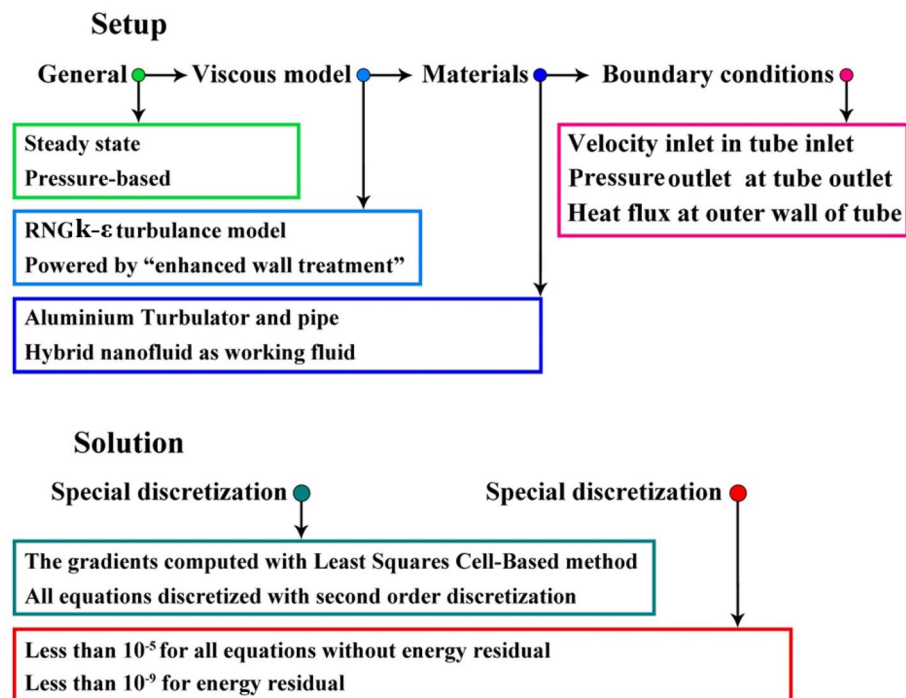 Setup
General Viscous model Materials Boundary conditions
Steady state
Pressure-based
Velocity inlet in tube inlet
Pressure outlet at tube outlet
Heat flux at outer wall of tube
RNG k-ε turbulance model
Powered by “enhanced wall treatment”
Aluminium Turbulator and pipe
Hybrid nanofluid as working fluid
Solution
Special discretization Special discretization
The gradients computed with Least Squares Cell-Based method
All equations discretized with second order discretization
Less than 10⁻⁵ for all equations without energy residual
Less than 10⁻⁹ for energy residual